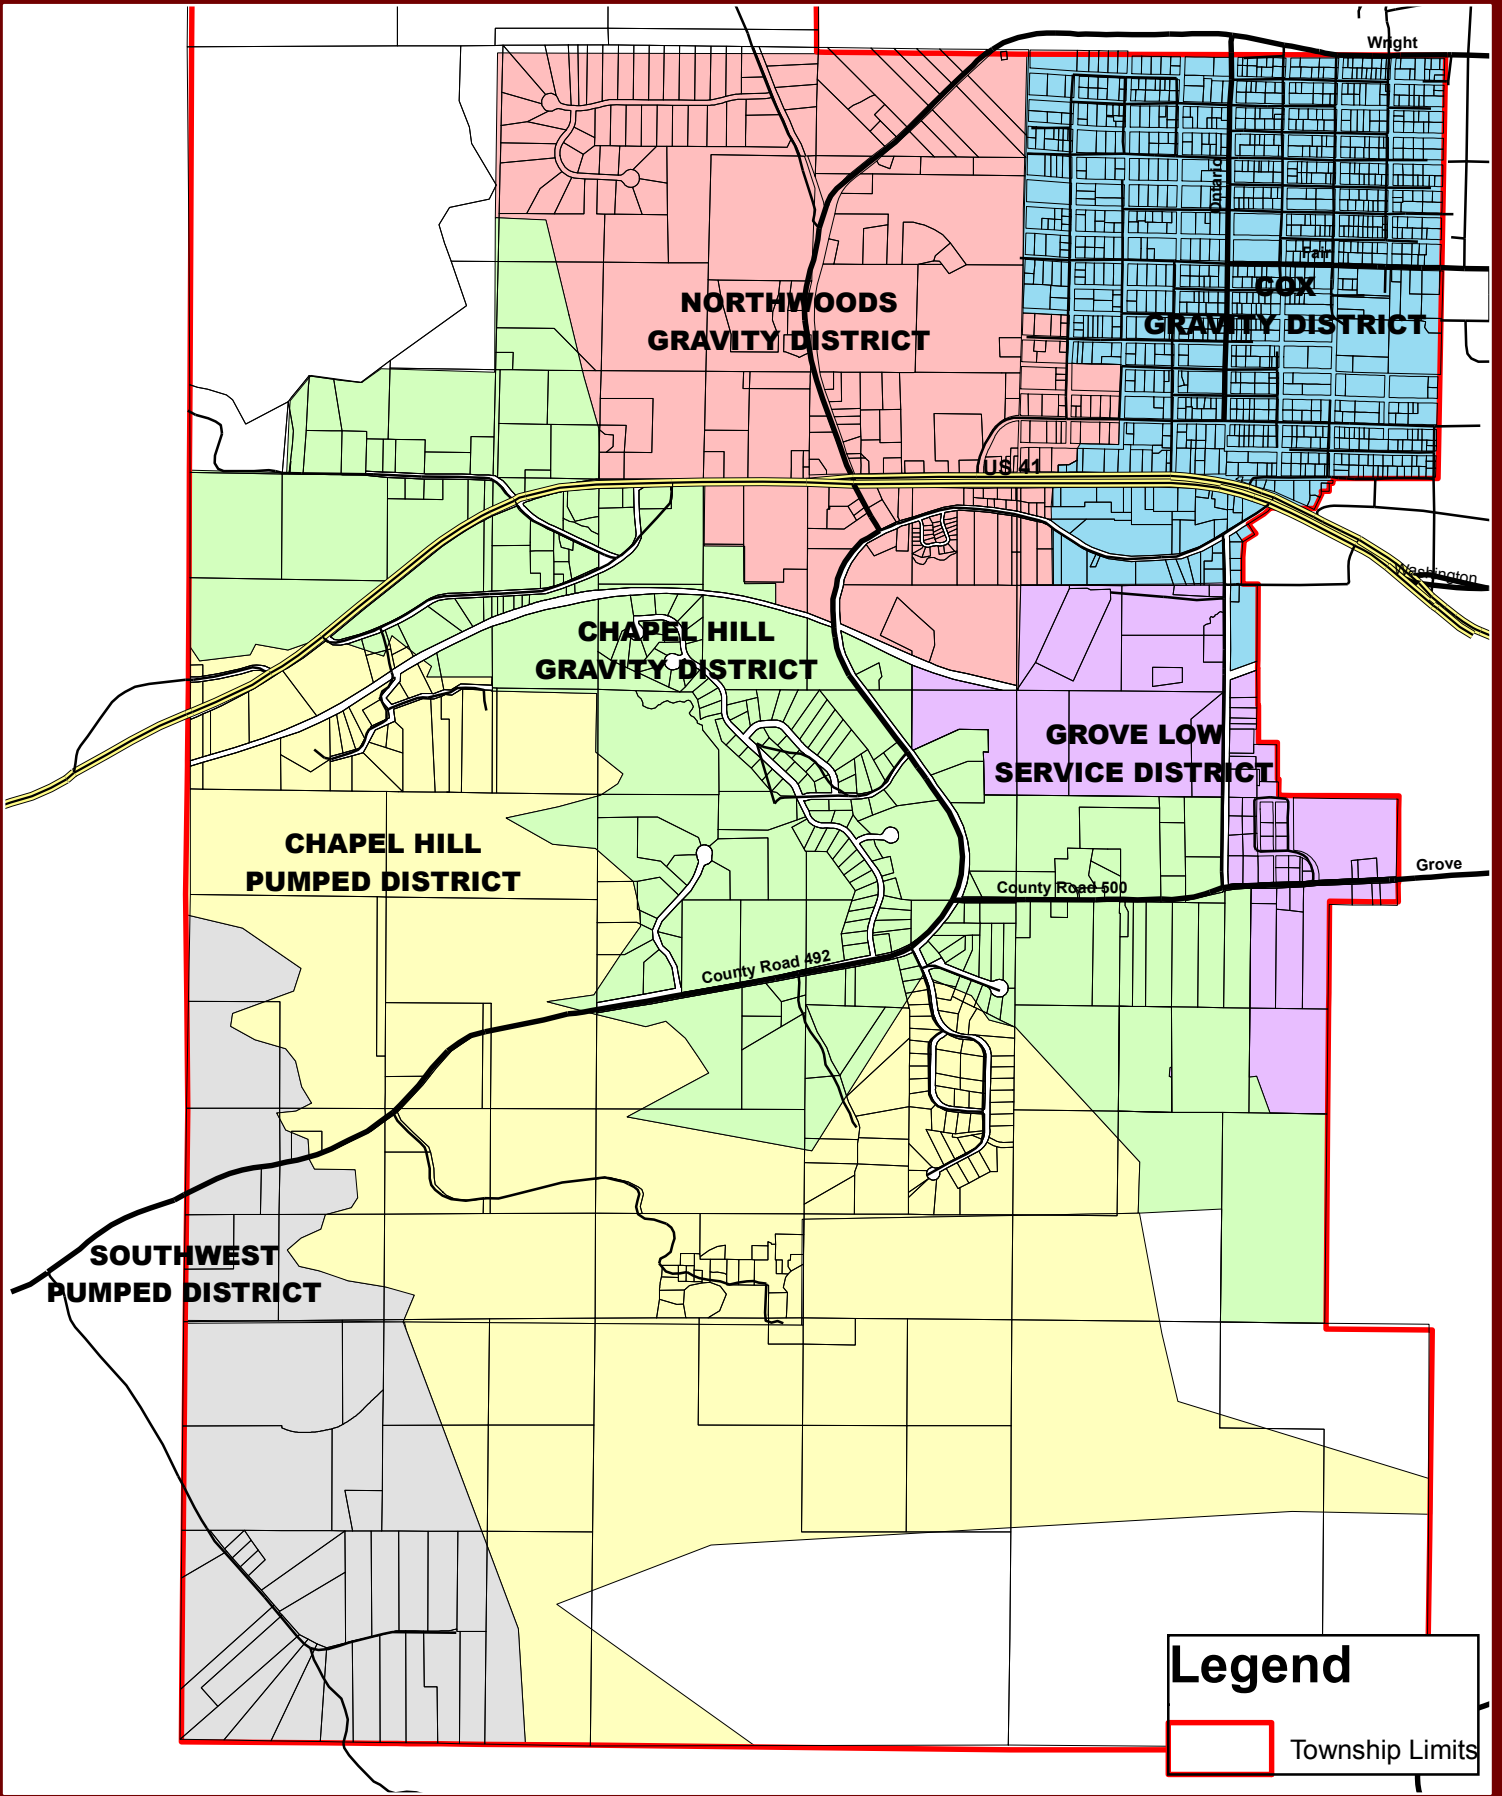 Wright
Ontario
Fair
COX
GRAVITY DISTRICT
NORTHWOODS
GRAVITY DISTRICT
US 41
Washington
CHAPEL HILL
GRAVITY DISTRICT
GROVE LOW
SERVICE DISTRICT
CHAPEL HILL
PUMPED DISTRICT
Grove
County Road 500
County Road 492
SOUTHWEST
PUMPED DISTRICT
Legend
Township Limits